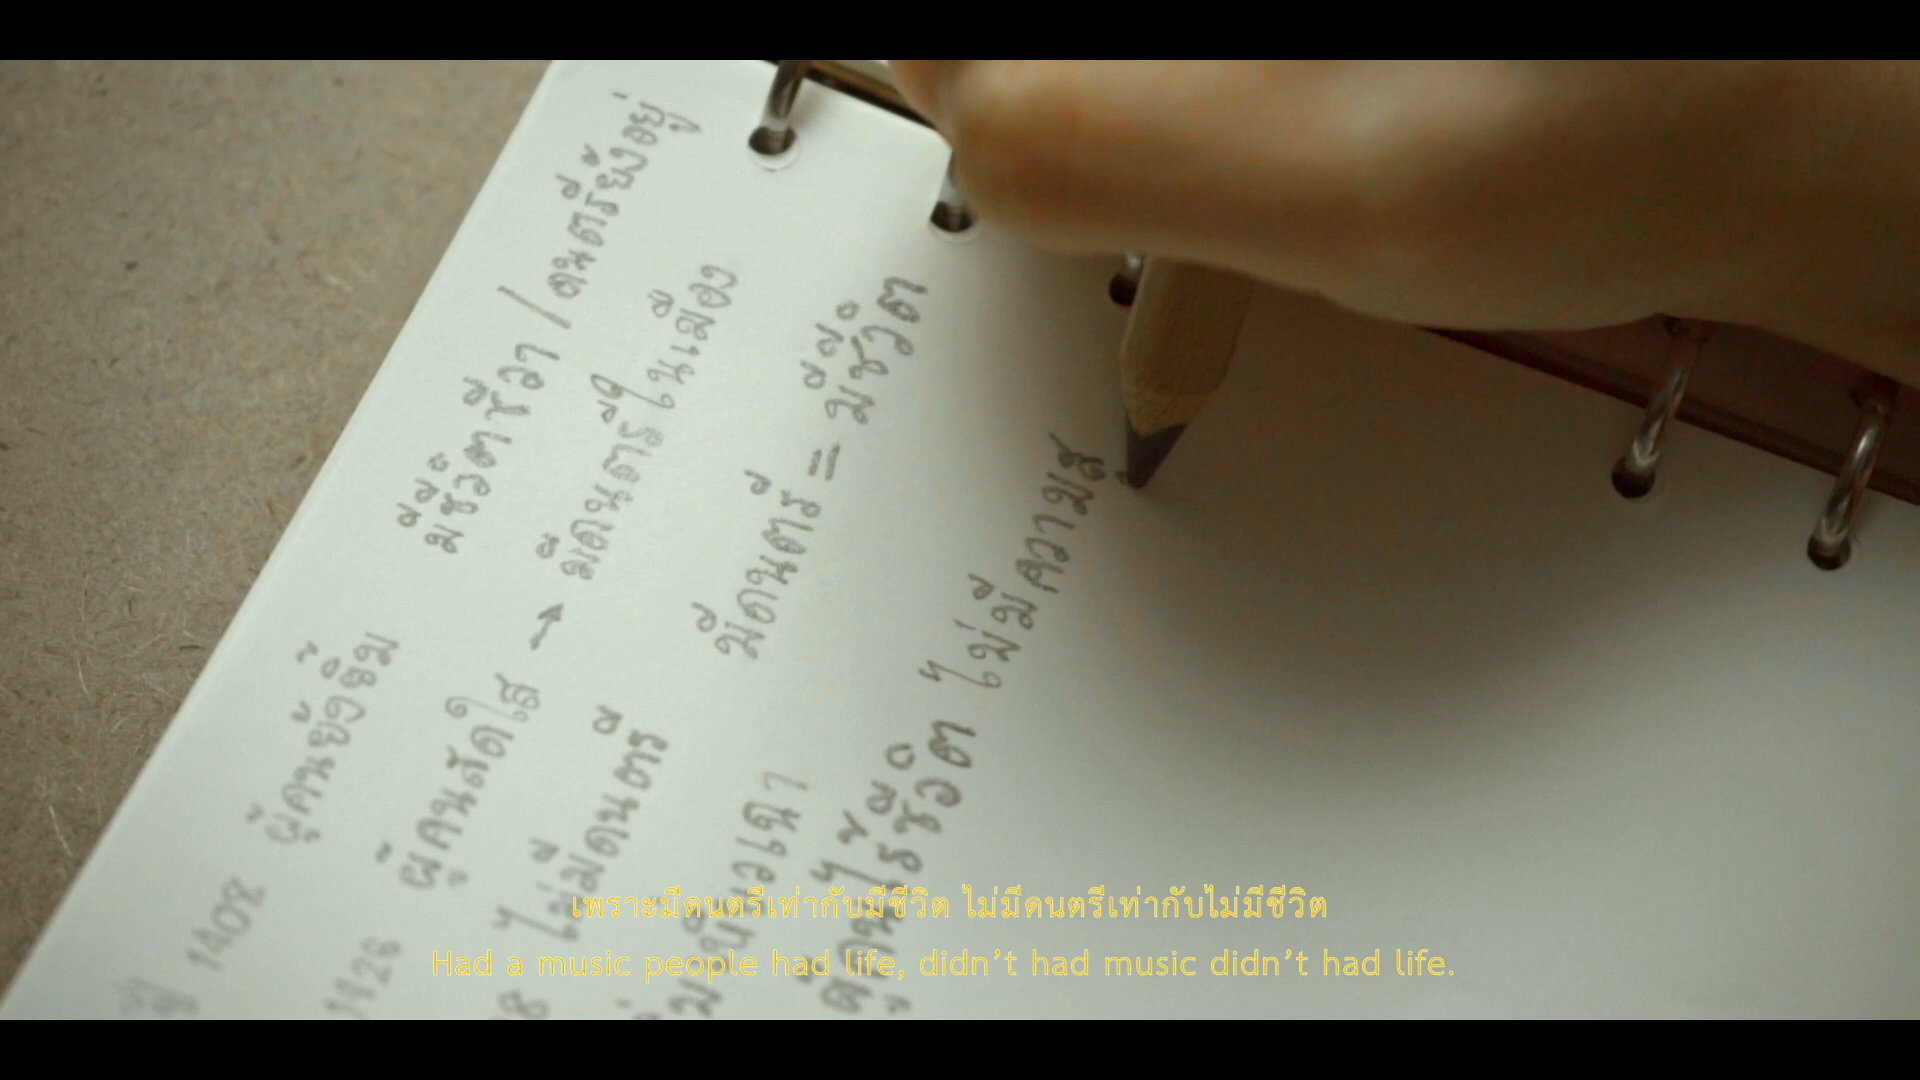 มีชีวิตชีวา / ดนตรียังอยู่
1408 ผู้คนยังยิ้ม
มีดนตรีในเมือง
1126 ผู้คนสดใส →
มีดนตรี = มีชีวิต
ไม่มีดนตรี
ไร้ชีวิต ไม่มีความส
เพราะมีดนตรีเท่ากับมีชีวิต ไม่มีดนตรีเท่ากับไม่มีชีวิต
Had a music people had life, didn’t had music didn’t had life.